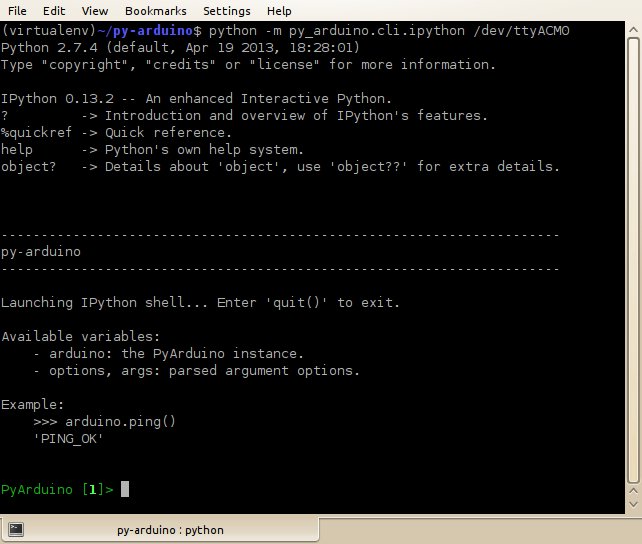 File Edit View Bookmarks Settings Help
(virtualenv)~/py-arduino$ python -m py_arduino.cli.ipython /dev/ttyACM0
Python 2.7.4 (default, Apr 19 2013, 18:28:01)
Type "copyright", "credits" or "license" for more information.
IPython 0.13.2 -- An enhanced Interactive Python.
?         -> Introduction and overview of IPython's features.
%quickref -> Quick reference.
help      -> Python's own help system.
object?   -> Details about 'object', use 'object??' for extra details.
----------------------------------------------------------------------
py-arduino
----------------------------------------------------------------------
Launching IPython shell... Enter 'quit()' to exit.
Available variables:
    - arduino: the PyArduino instance.
    - options, args: parsed argument options.
Example:
    >>> arduino.ping()
    'PING_OK'
PyArduino [1]>
py-arduino : python